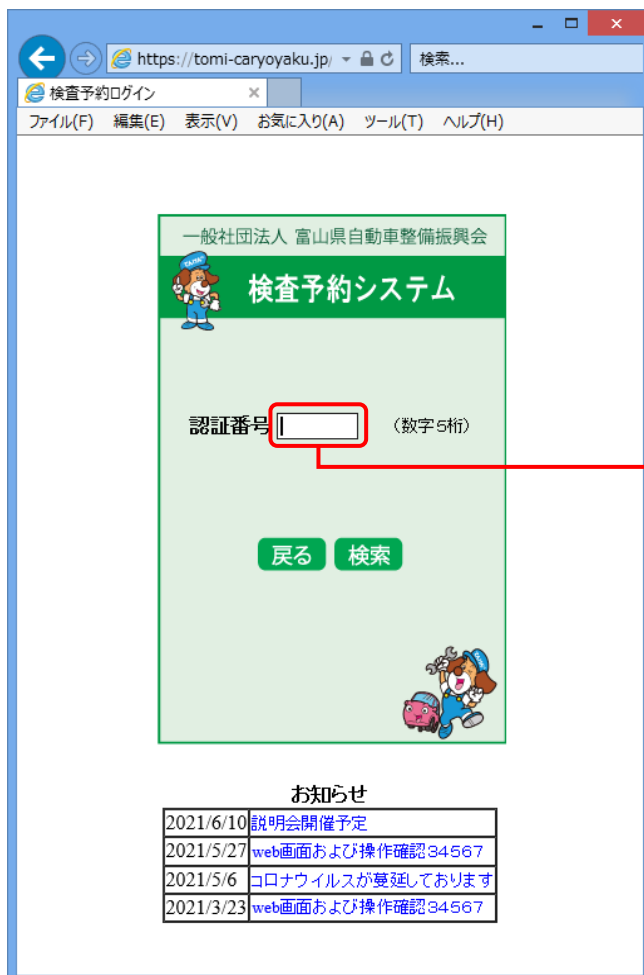 https://tomi-caryoyaku.jp/
検索...
検査予約ログイン
ファイル(F) 編集(E) 表示(V) お気に入り(A) ツール(T) ヘルプ(H)
一般社団法人 富山県自動車整備振興会
検査予約システム
認証番号 (数字5桁)
戻る 検索
お知らせ
2021/6/10 説明会開催予定
2021/5/27 web画面および操作確認34567
2021/5/6 コロナウイルスが蔓延しております
2021/3/23 web画面および操作確認34567